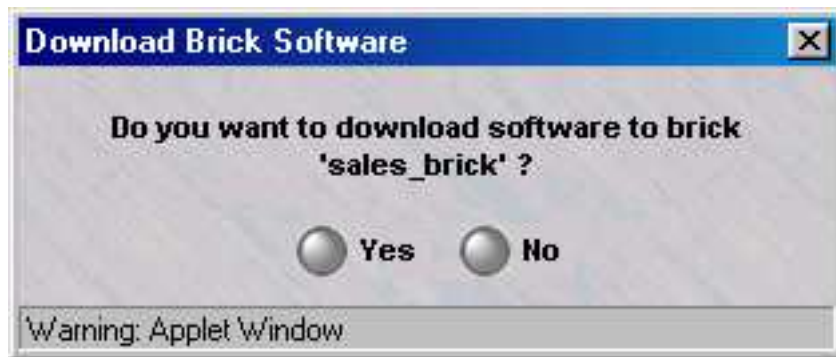 Download Brick Software
Do you want to download software to brick
'sales_brick' ?
Yes No
Warning: Applet Window